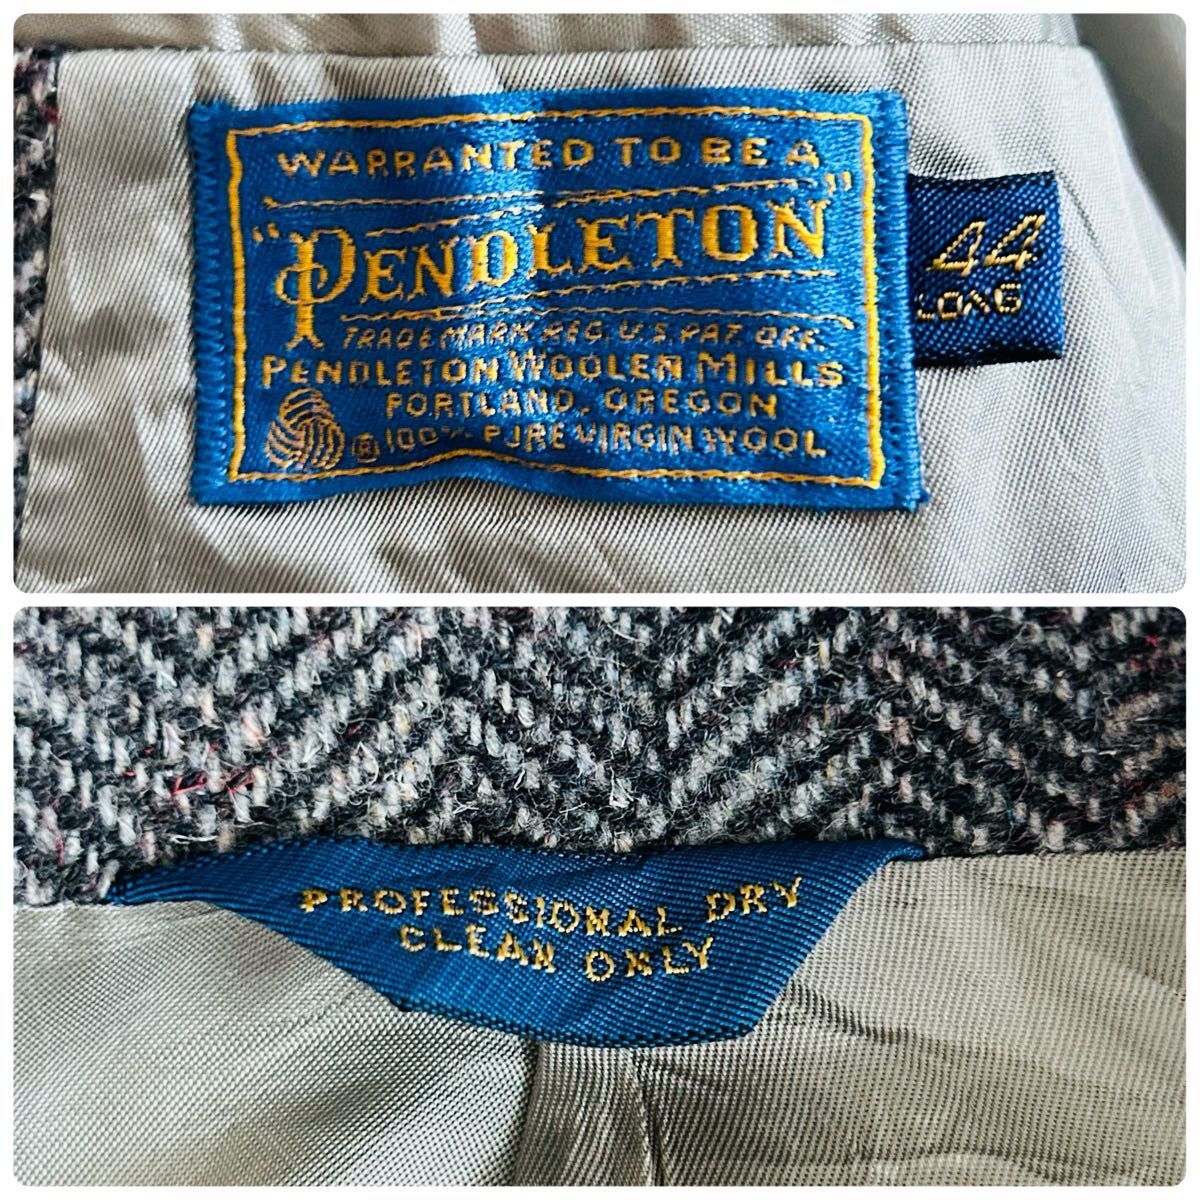 WARRANTED TO BE A
"PENDLETON"
TRADE MARK REG. U.S. PAT. OFF.
PENDLETON WOOLEN MILLS
PORTLAND, OREGON
® 100% PURE VIRGIN WOOL
44
LONG
PROFESSIONAL DRY
CLEAN ONLY